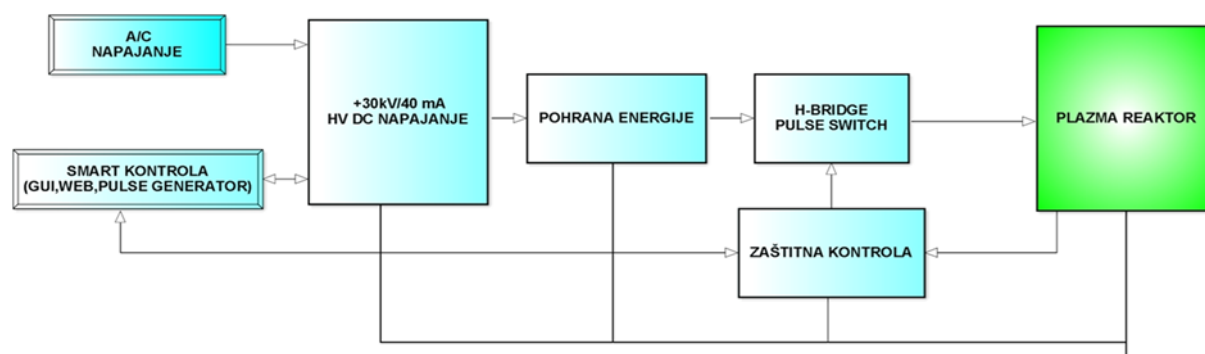 A/C
NAPAJANJE
+30kV/40 mA
HV DC NAPAJANJE
POHRANA ENERGIJE
H-BRIDGE
PULSE SWITCH
PLAZMA REAKTOR
SMART KONTROLA
(GUI,WEB,PULSE GENERATOR)
ZAŠTITNA KONTROLA